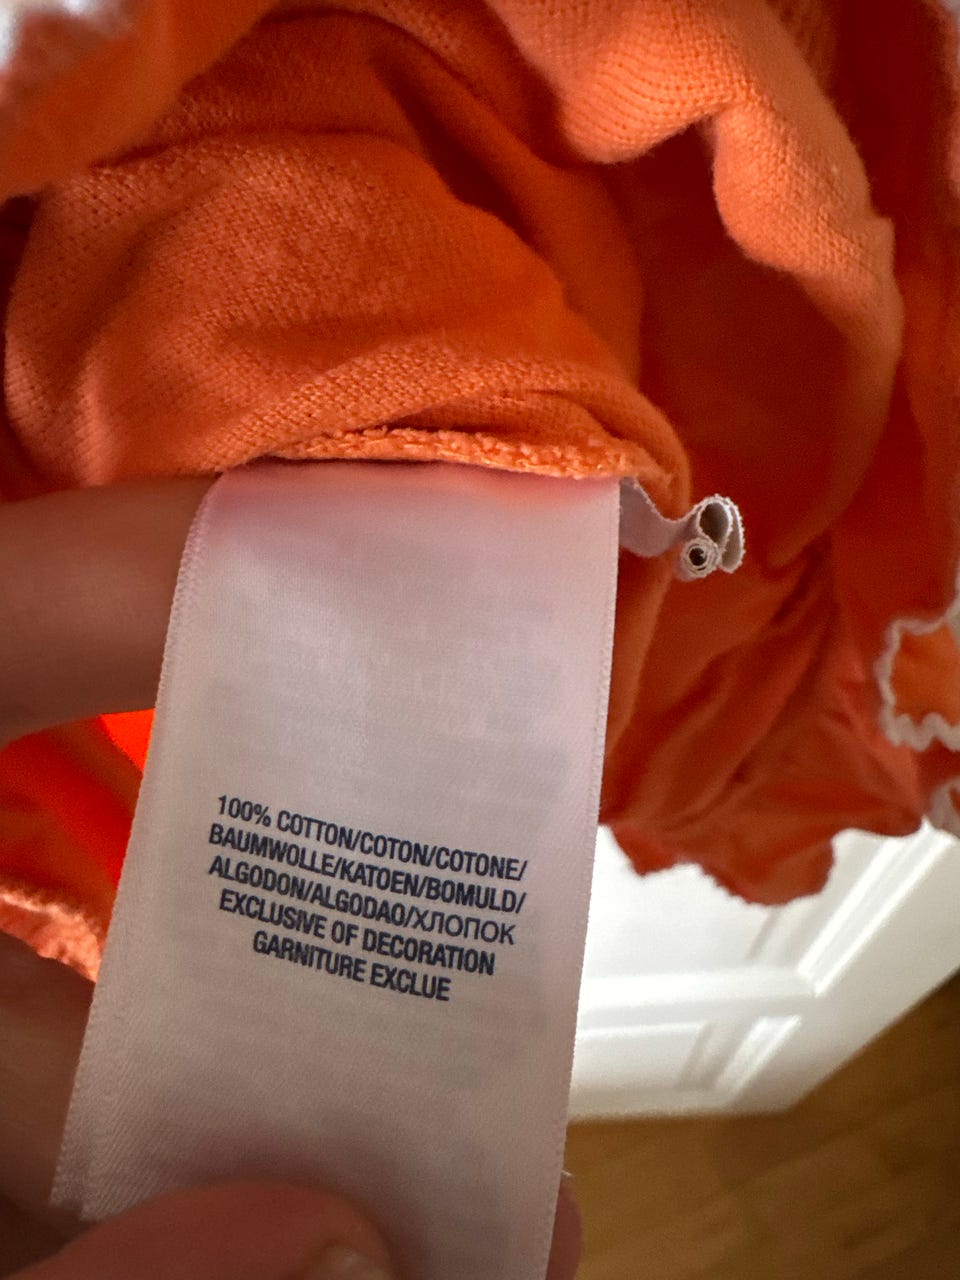 100% COTTON/COTON/COTONE/
BAUMWOLLE/KATOEN/BOMULD/
ALGODON/ALGODAO/ХЛОПОК
EXCLUSIVE OF DECORATION
GARNITURE EXCLUE